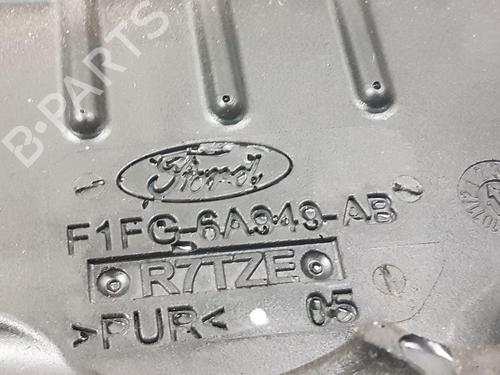 B-PARTS
Ford
F1FG-6A949-AB
R7TZE
>PUR< 05